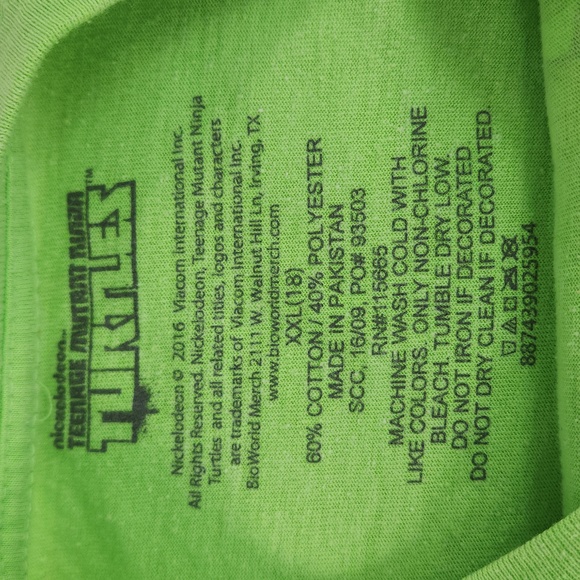 nickelodeon
TEENAGE MUTANT NINJA
TURTLES™
Nickelodeon © 2016 Viacom International Inc.
All Rights Reserved. Nickelodeon, Teenage Mutant Ninja
Turtles and all related titles, logos and characters
are trademarks of Viacom International Inc.
BioWorld Merch 2111 W. Walnut Hill Ln, Irving, TX
www.bioworldmerch.com
XXL(18)
60% COTTON / 40% POLYESTER
MADE IN PAKISTAN
SCC, 16/09, PO# 93503
RN#115665
MACHINE WASH COLD WITH
LIKE COLORS. ONLY NON-CHLORINE
BLEACH. TUMBLE DRY LOW.
DO NOT IRON IF DECORATED
DO NOT DRY CLEAN IF DECORATED.
887439025954